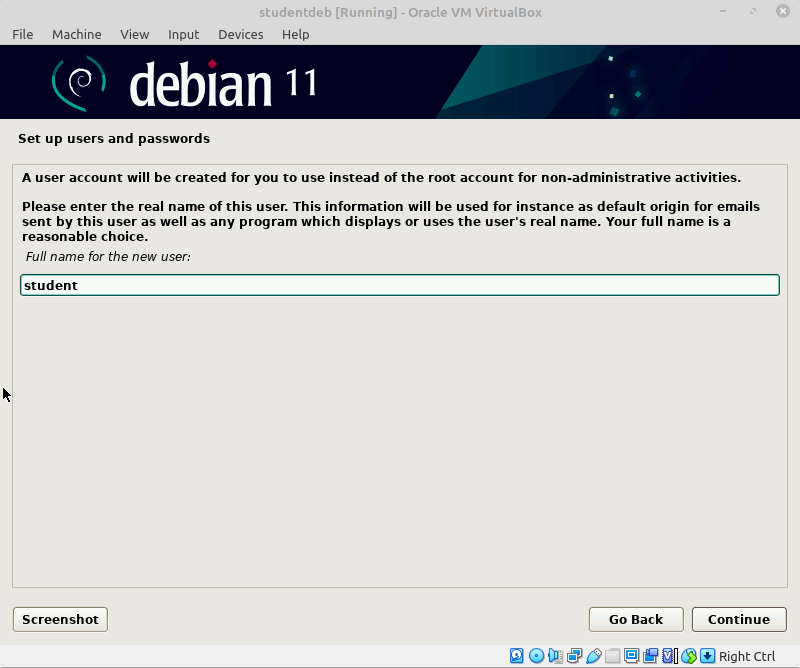 studentdeb [Running] - Oracle VM VirtualBox
File Machine View Input Devices Help
debian 11
Set up users and passwords
A user account will be created for you to use instead of the root account for non-administrative activities.
Please enter the real name of this user. This information will be used for instance as default origin for emails
sent by this user as well as any program which displays or uses the user's real name. Your full name is a
reasonable choice.
Full name for the new user:
student
Screenshot Go Back Continue
Right Ctrl